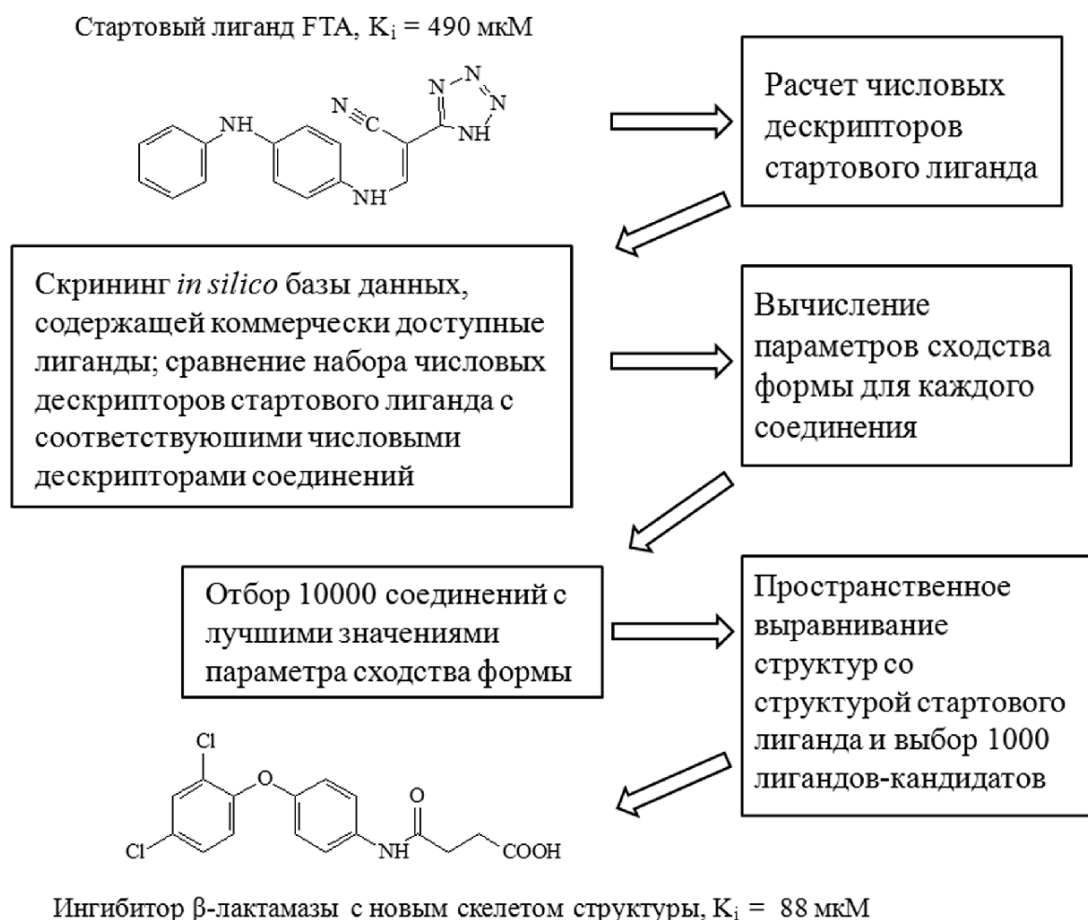 Стартовый лиганд FTA, Ki = 490 мкМ
N
NH
N
N
N
N
NH
NH
Расчет числовых
дескрипторов
стартового лиганда
Скрининг in silico базы данных,
содержащей коммерчески доступные
лиганды; сравнение набора числовых
дескрипторов стартового лиганда с
соответствуюшими числовыми
дескрипторами соединений
Вычисление
параметров сходства
формы для каждого
соединения
Отбор 10000 соединений с
лучшими значениями
параметра сходства формы
Пространственное
выравнивание
структур со
структурой стартового
лиганда и выбор 1000
лигандов-кандидатов
Cl
O
O
Cl
NH
COOH
Ингибитор β-лактамазы с новым скелетом структуры, Ki = 88 мкМ